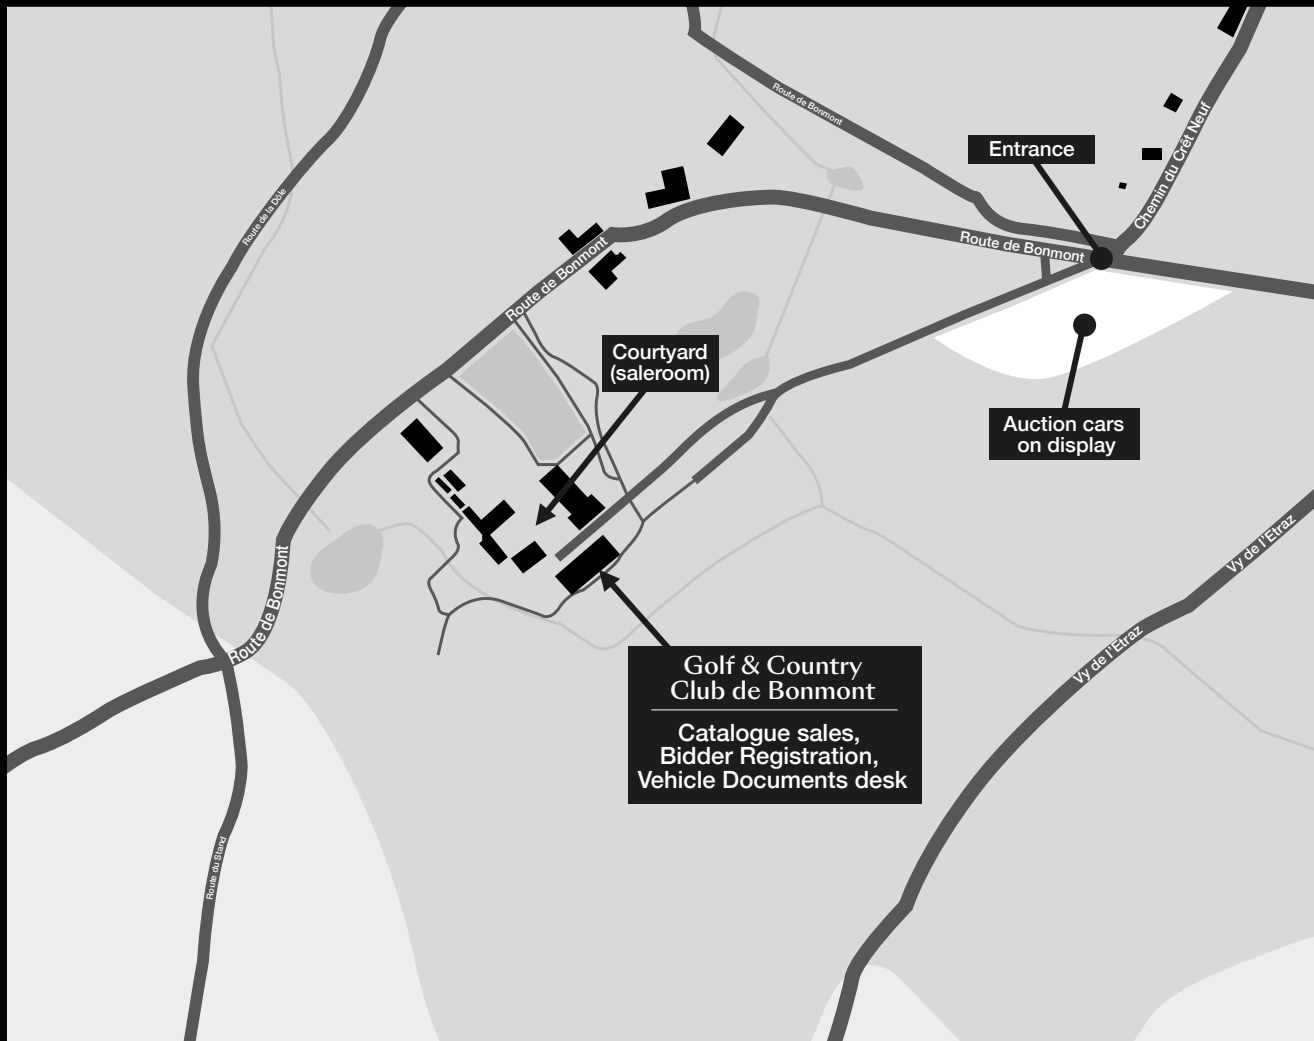 Route de Bonmont
Chemin du Crêt Neuf
Entrance
Route de la Dôle
Route de Bonmont
Route de Bonmont
Courtyard
(saleroom)
Auction cars
on display
Vy de l'Etraz
Route de Bonmont
Vy de l'Etraz
Golf & Country
Club de Bonmont
Catalogue sales,
Bidder Registration,
Vehicle Documents desk
Route du Stand